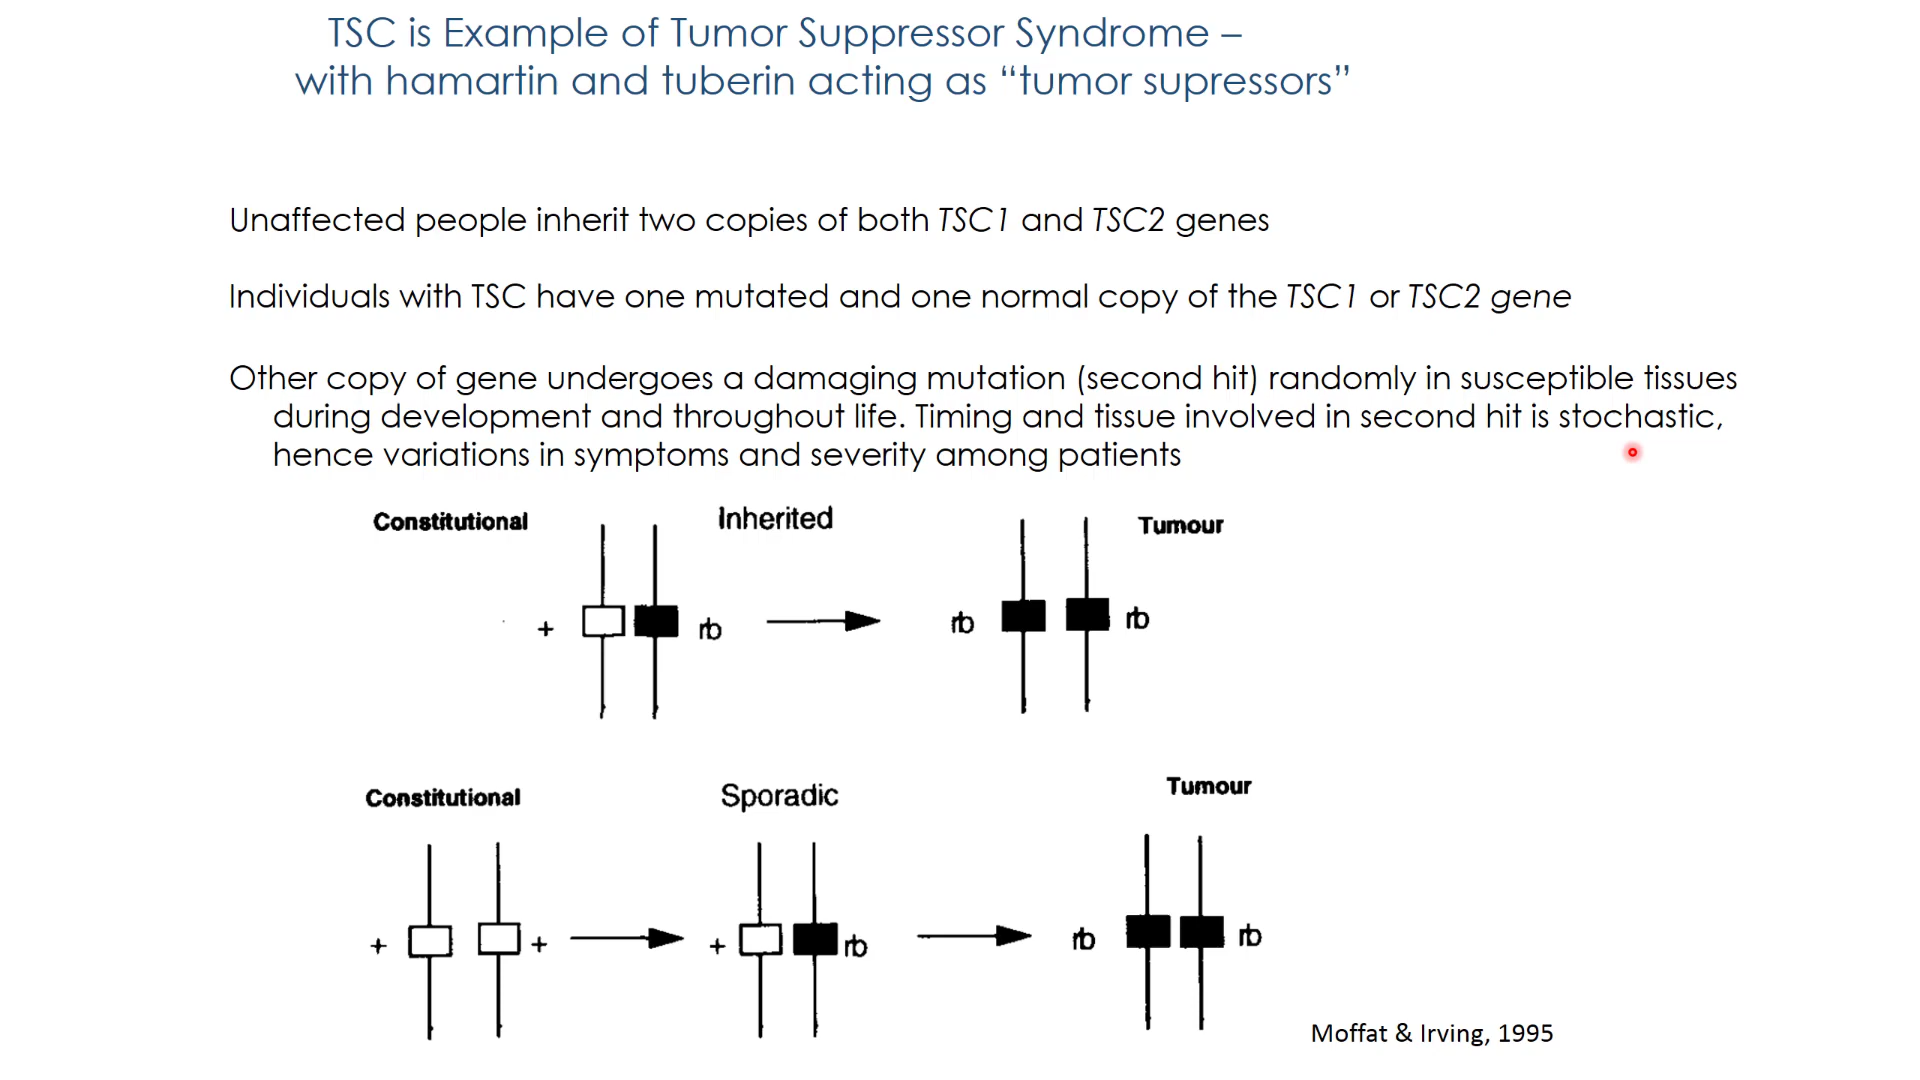 TSC is Example of Tumor Suppressor Syndrome –
with hamartin and tuberin acting as “tumor supressors”
Unaffected people inherit two copies of both TSC1 and TSC2 genes
Individuals with TSC have one mutated and one normal copy of the TSC1 or TSC2 gene
Other copy of gene undergoes a damaging mutation (second hit) randomly in susceptible tissues
during development and throughout life. Timing and tissue involved in second hit is stochastic,
hence variations in symptoms and severity among patients
Constitutional Inherited Tumour
+ rb rb rb
Constitutional Sporadic Tumour
+ + + rb rb rb
Moffat & Irving, 1995